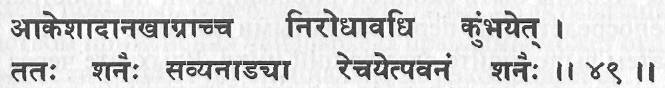 आकेशादानखाग्राच्च निरोधावधि कुंभयेत् ।
ततः शनैः सव्यनाड्या रेचयेत्पवनं शनैः ॥ ४९ ॥